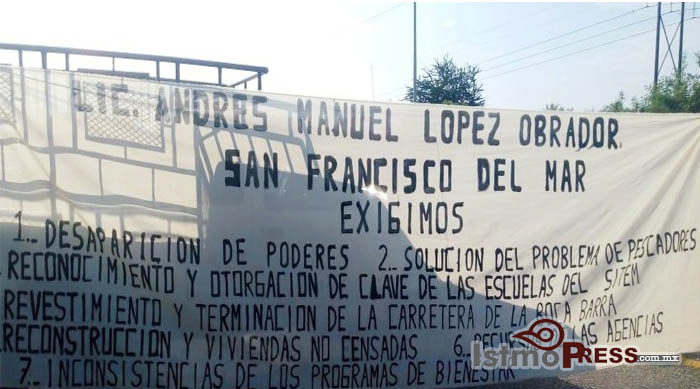 LIC. ANDRES MANUEL LOPEZ OBRADOR.
SAN FRANCISCO DEL MAR
EXIGIMOS
1.. DESAPARICION DE PODERES 2.. SOLUCION DEL PROBLEMA DE PESCADORES
RECONOCIMIENTO Y OTORGACION DE CLAVE DE LAS ESCUELAS DEL SITEM
REVESTIMIENTO Y TERMINACION DE LA CARRETERA DE LA BOCA BARRA
RECONSTRUCCION Y VIVIENDAS NO CENSADAS 6. LAS AGENCIAS
7.. INCONSISTENCIAS DE LOS PROGRAMAS DE BIENESTAR
IstmoPRESS.com.mx